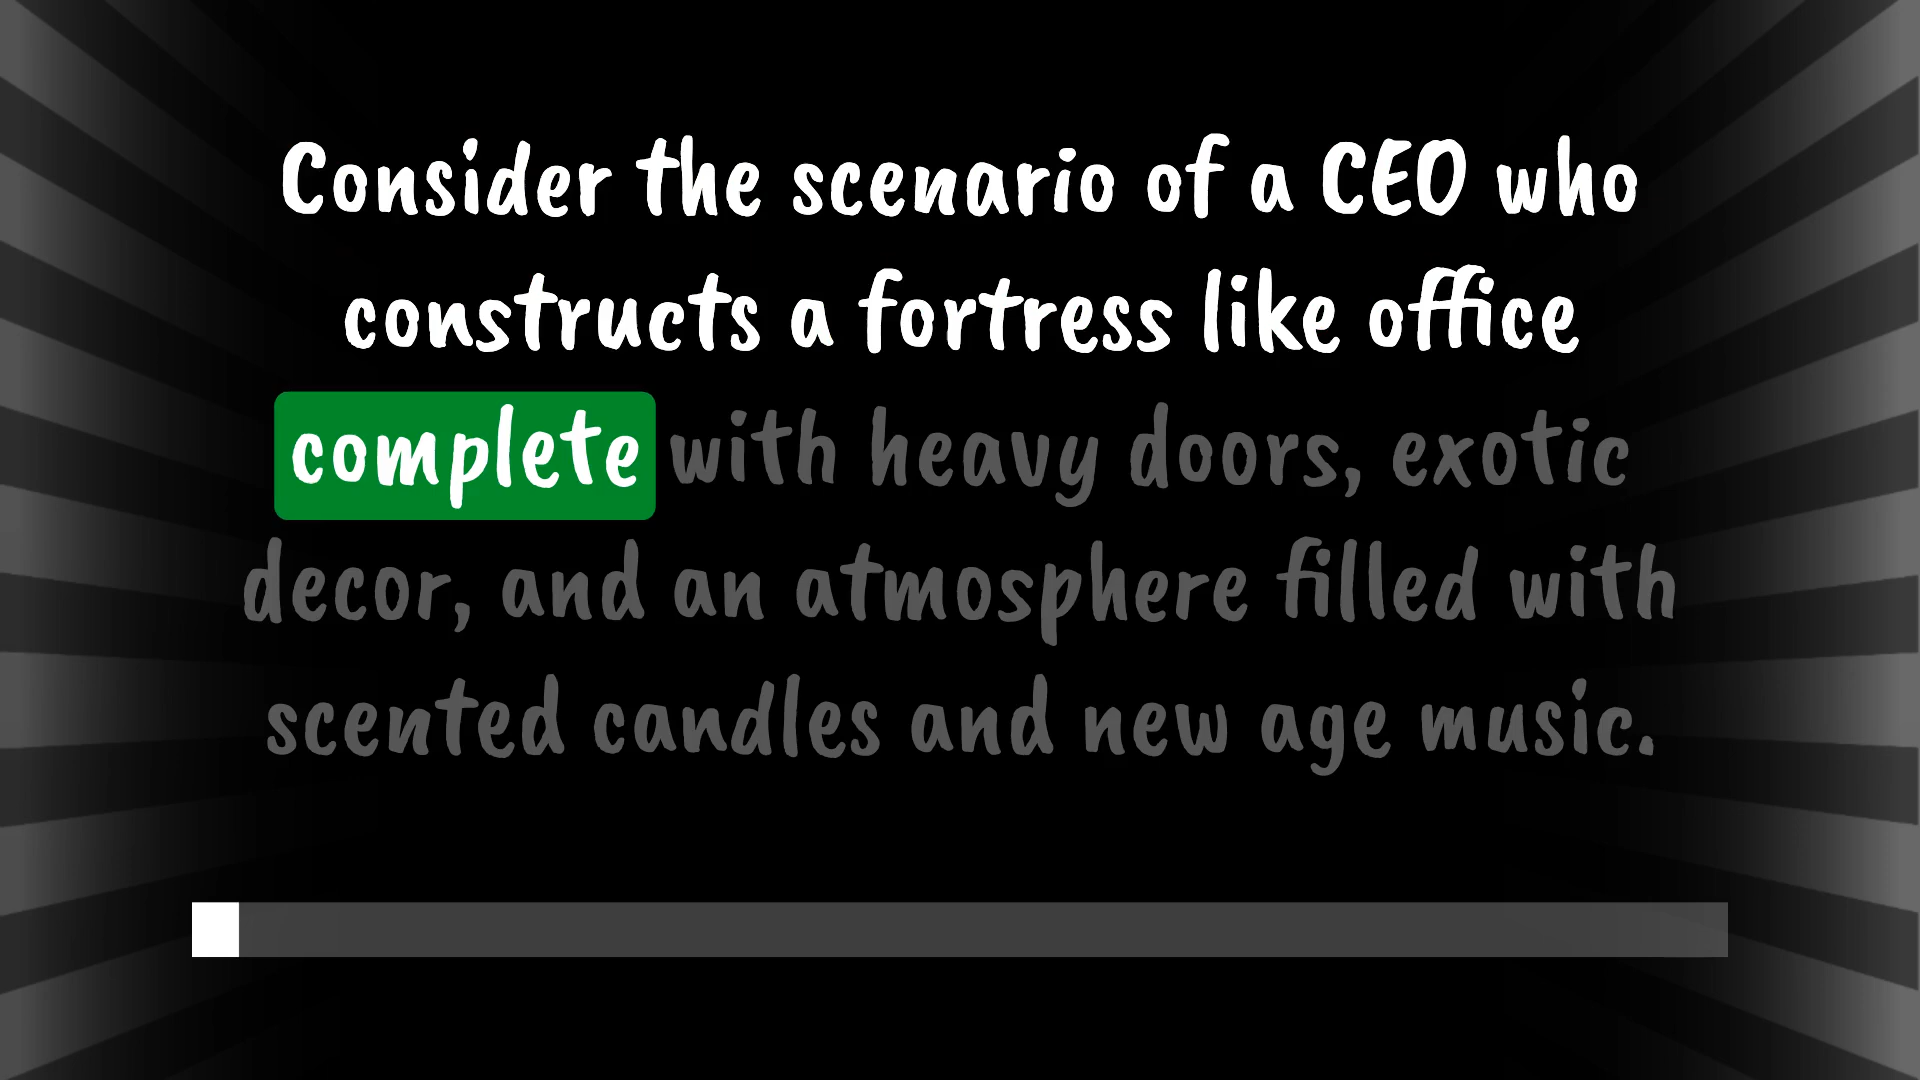 Consider the scenario of a CEO who
constructs a fortress like office
complete with heavy doors, exotic
decor, and an atmosphere filled with
scented candles and new age music.